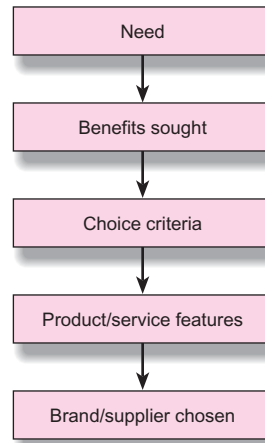 Need
Benefits sought
Choice criteria
Product/service features
Brand/supplier chosen